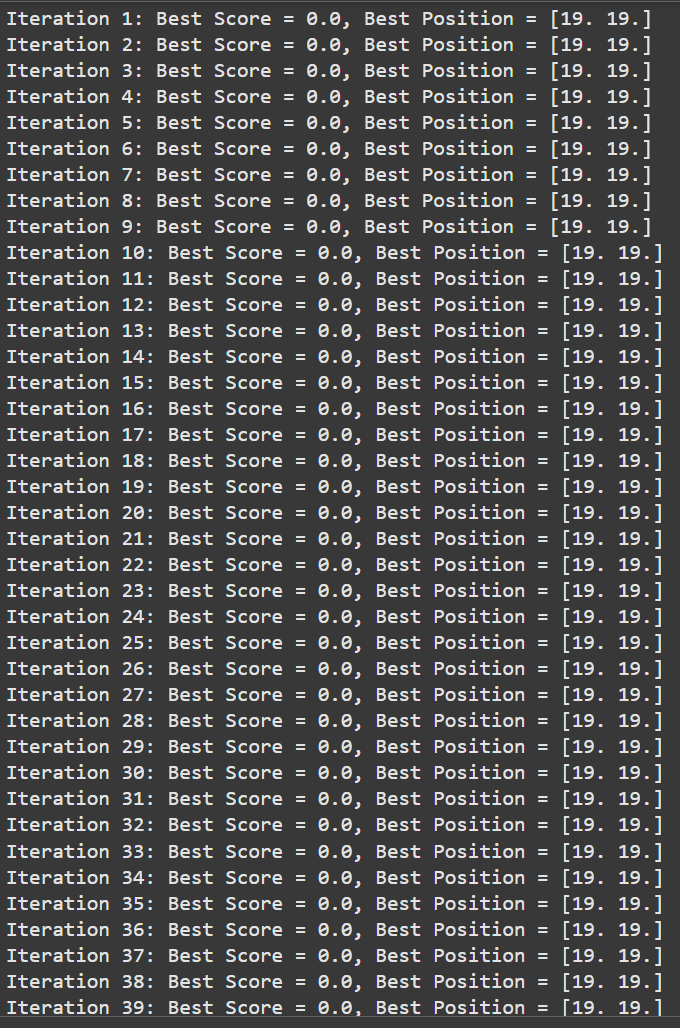 Iteration 1: Best Score = 0.0, Best Position = [19. 19.]
Iteration 2: Best Score = 0.0, Best Position = [19. 19.]
Iteration 3: Best Score = 0.0, Best Position = [19. 19.]
Iteration 4: Best Score = 0.0, Best Position = [19. 19.]
Iteration 5: Best Score = 0.0, Best Position = [19. 19.]
Iteration 6: Best Score = 0.0, Best Position = [19. 19.]
Iteration 7: Best Score = 0.0, Best Position = [19. 19.]
Iteration 8: Best Score = 0.0, Best Position = [19. 19.]
Iteration 9: Best Score = 0.0, Best Position = [19. 19.]
Iteration 10: Best Score = 0.0, Best Position = [19. 19.]
Iteration 11: Best Score = 0.0, Best Position = [19. 19.]
Iteration 12: Best Score = 0.0, Best Position = [19. 19.]
Iteration 13: Best Score = 0.0, Best Position = [19. 19.]
Iteration 14: Best Score = 0.0, Best Position = [19. 19.]
Iteration 15: Best Score = 0.0, Best Position = [19. 19.]
Iteration 16: Best Score = 0.0, Best Position = [19. 19.]
Iteration 17: Best Score = 0.0, Best Position = [19. 19.]
Iteration 18: Best Score = 0.0, Best Position = [19. 19.]
Iteration 19: Best Score = 0.0, Best Position = [19. 19.]
Iteration 20: Best Score = 0.0, Best Position = [19. 19.]
Iteration 21: Best Score = 0.0, Best Position = [19. 19.]
Iteration 22: Best Score = 0.0, Best Position = [19. 19.]
Iteration 23: Best Score = 0.0, Best Position = [19. 19.]
Iteration 24: Best Score = 0.0, Best Position = [19. 19.]
Iteration 25: Best Score = 0.0, Best Position = [19. 19.]
Iteration 26: Best Score = 0.0, Best Position = [19. 19.]
Iteration 27: Best Score = 0.0, Best Position = [19. 19.]
Iteration 28: Best Score = 0.0, Best Position = [19. 19.]
Iteration 29: Best Score = 0.0, Best Position = [19. 19.]
Iteration 30: Best Score = 0.0, Best Position = [19. 19.]
Iteration 31: Best Score = 0.0, Best Position = [19. 19.]
Iteration 32: Best Score = 0.0, Best Position = [19. 19.]
Iteration 33: Best Score = 0.0, Best Position = [19. 19.]
Iteration 34: Best Score = 0.0, Best Position = [19. 19.]
Iteration 35: Best Score = 0.0, Best Position = [19. 19.]
Iteration 36: Best Score = 0.0, Best Position = [19. 19.]
Iteration 37: Best Score = 0.0, Best Position = [19. 19.]
Iteration 38: Best Score = 0.0, Best Position = [19. 19.]
Iteration 39: Best Score = 0.0, Best Position = [19. 19.]